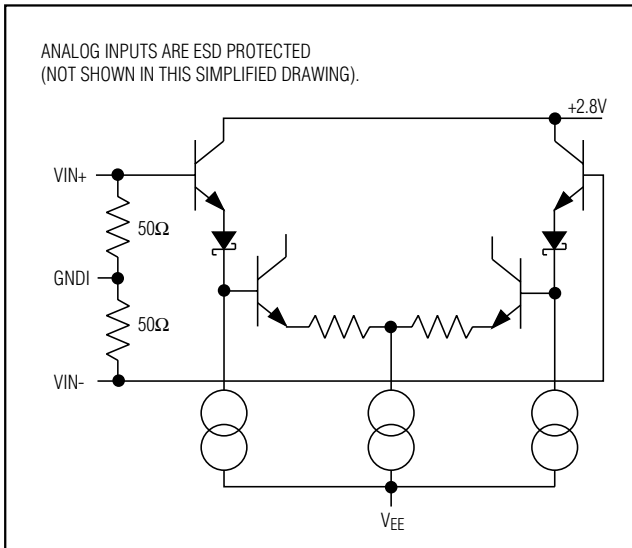 ANALOG INPUTS ARE ESD PROTECTED
(NOT SHOWN IN THIS SIMPLIFIED DRAWING).
+2.8V
VIN+
50Ω
GNDI
50Ω
VIN-
VEE